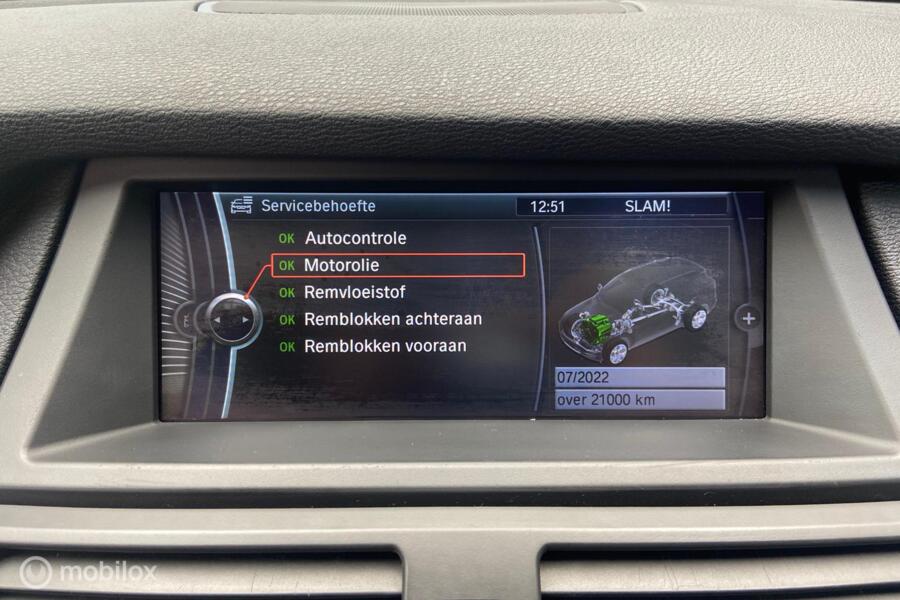 Servicebehoefte 12:51 SLAM!
OK Autocontrole
OK Motorolie
OK Remvloeistof
OK Remblokken achteraan
OK Remblokken vooraan
07/2022
over 21000 km
mobilox